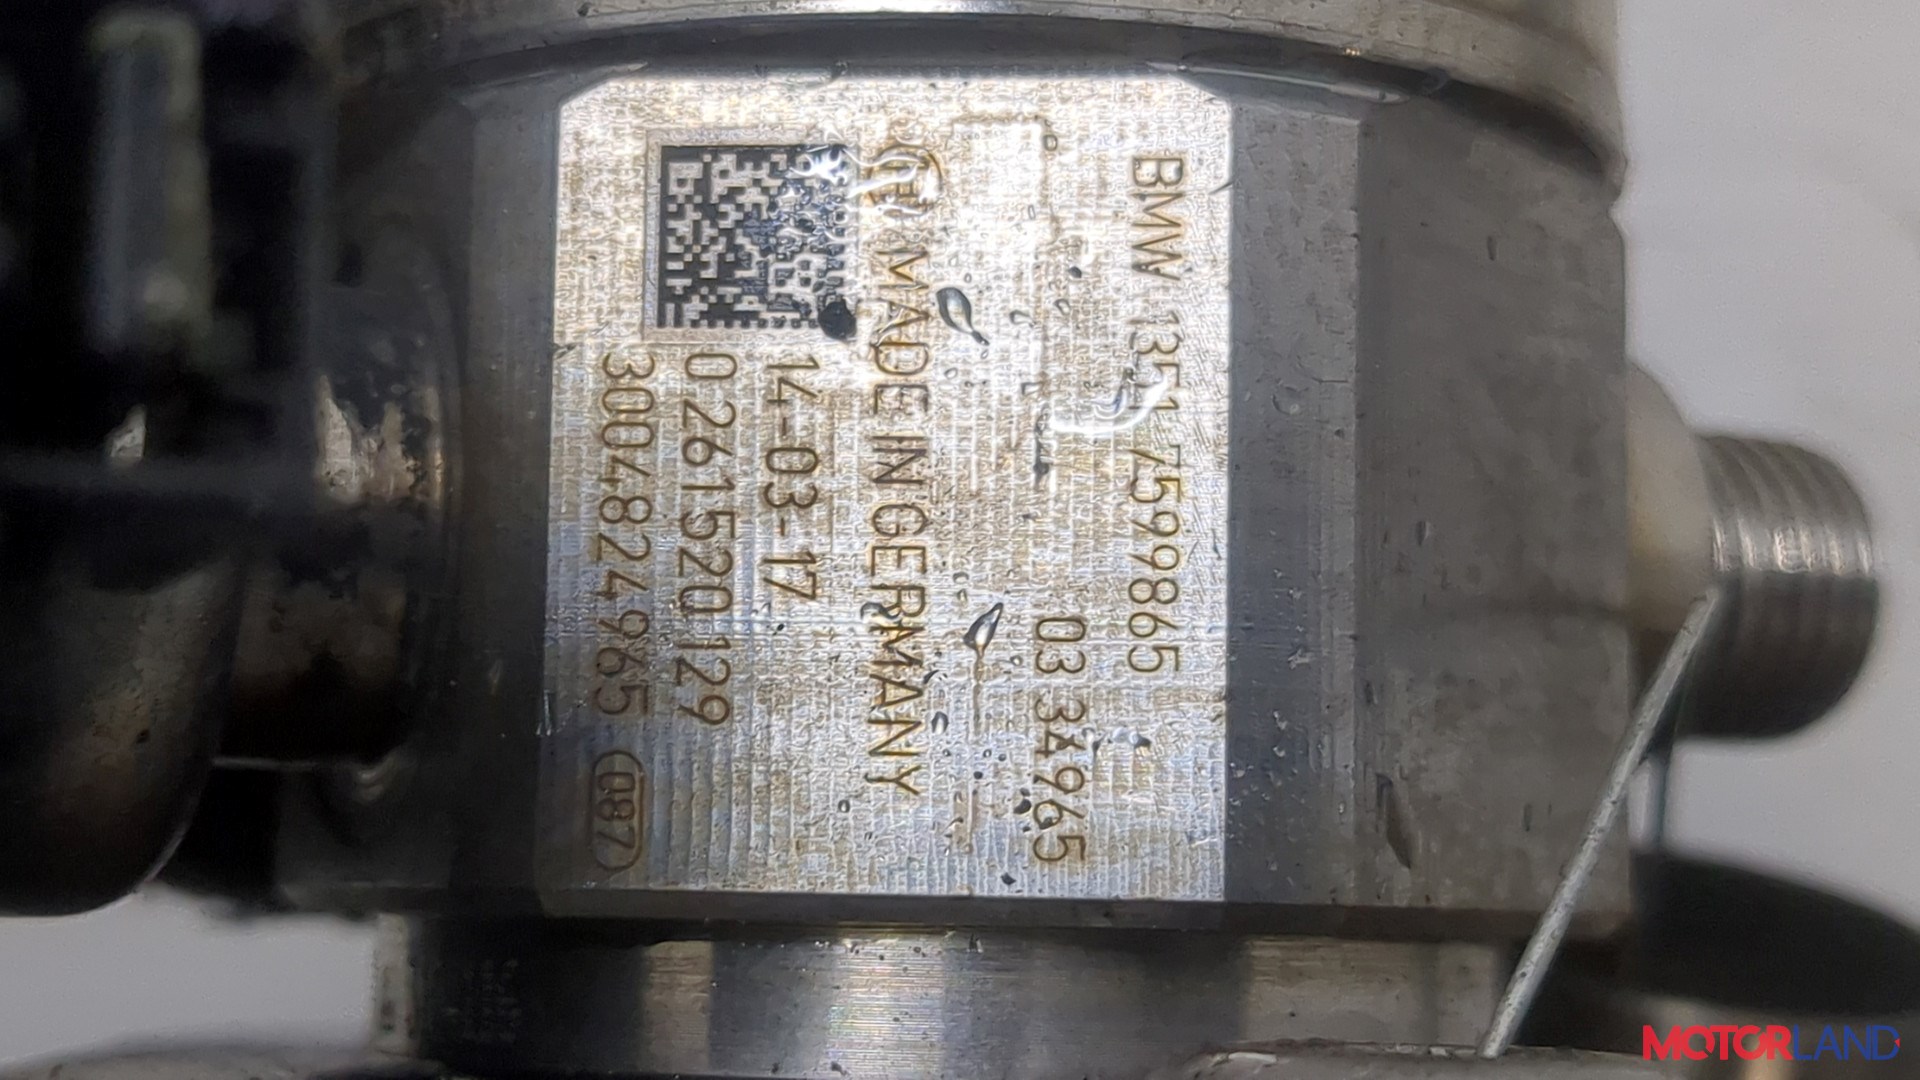 BMW 1351 7599865
03 34965
MADE IN GERMANY
14-03-17
0 261 520 129
3004824965 087
MOTORLAND